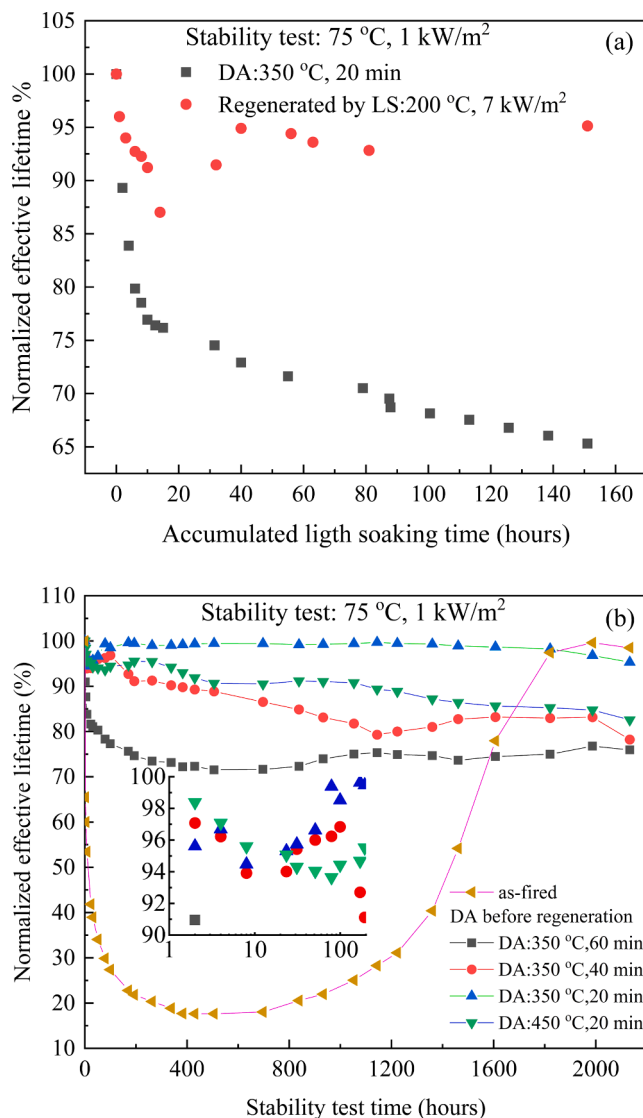 Stability test: 75 °C, 1 kW/m²
(a)
DA:350 °C, 20 min
Regenerated by LS:200 °C, 7 kW/m²
Normalized effective lifetime %
105
100
95
90
85
80
75
70
65
0 20 40 60 80 100 120 140 160
Accumulated ligth soaking time (hours)
Stability test: 75 °C, 1 kW/m²
(b)
Normalized effective lifetime (%)
110
100
90
80
70
60
50
40
30
20
10
100
98
96
94
92
90
1 10 100
as-fired
DA before regeneration
DA:350 °C,60 min
DA:350 °C,40 min
DA:350 °C,20 min
DA:450 °C,20 min
0 400 800 1200 1600 2000
Stability test time (hours)